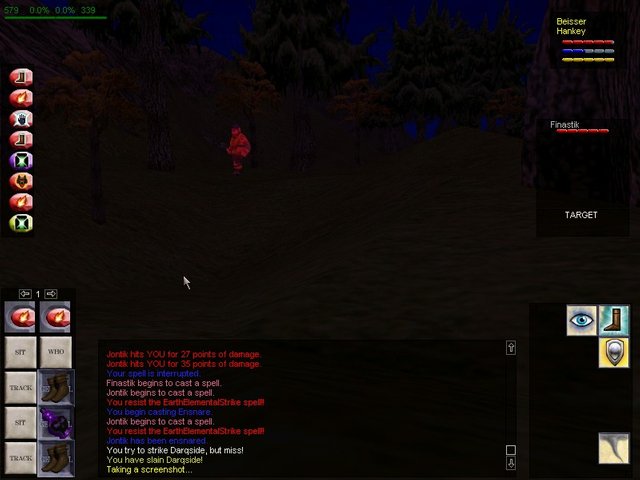 579 0.0% 0.0% 339
Beisser
Hankey
Finastik
TARGET
1
SIT
WHO
TRACK
SIT
TRACK
Jontik hits YOU for 27 points of damage.
Jontik hits YOU for 35 points of damage.
Your spell is interrupted.
Finastik begins to cast a spell.
Jontik begins to cast a spell.
You resist the EarthElementalStrike spell!
You begin casting Ensnare.
Jontik begins to cast a spell.
You resist the EarthElementalStrike spell!
Jontik has been ensnared.
You try to strike Darqside, but miss!
You have slain Darqside!
Taking a screenshot...